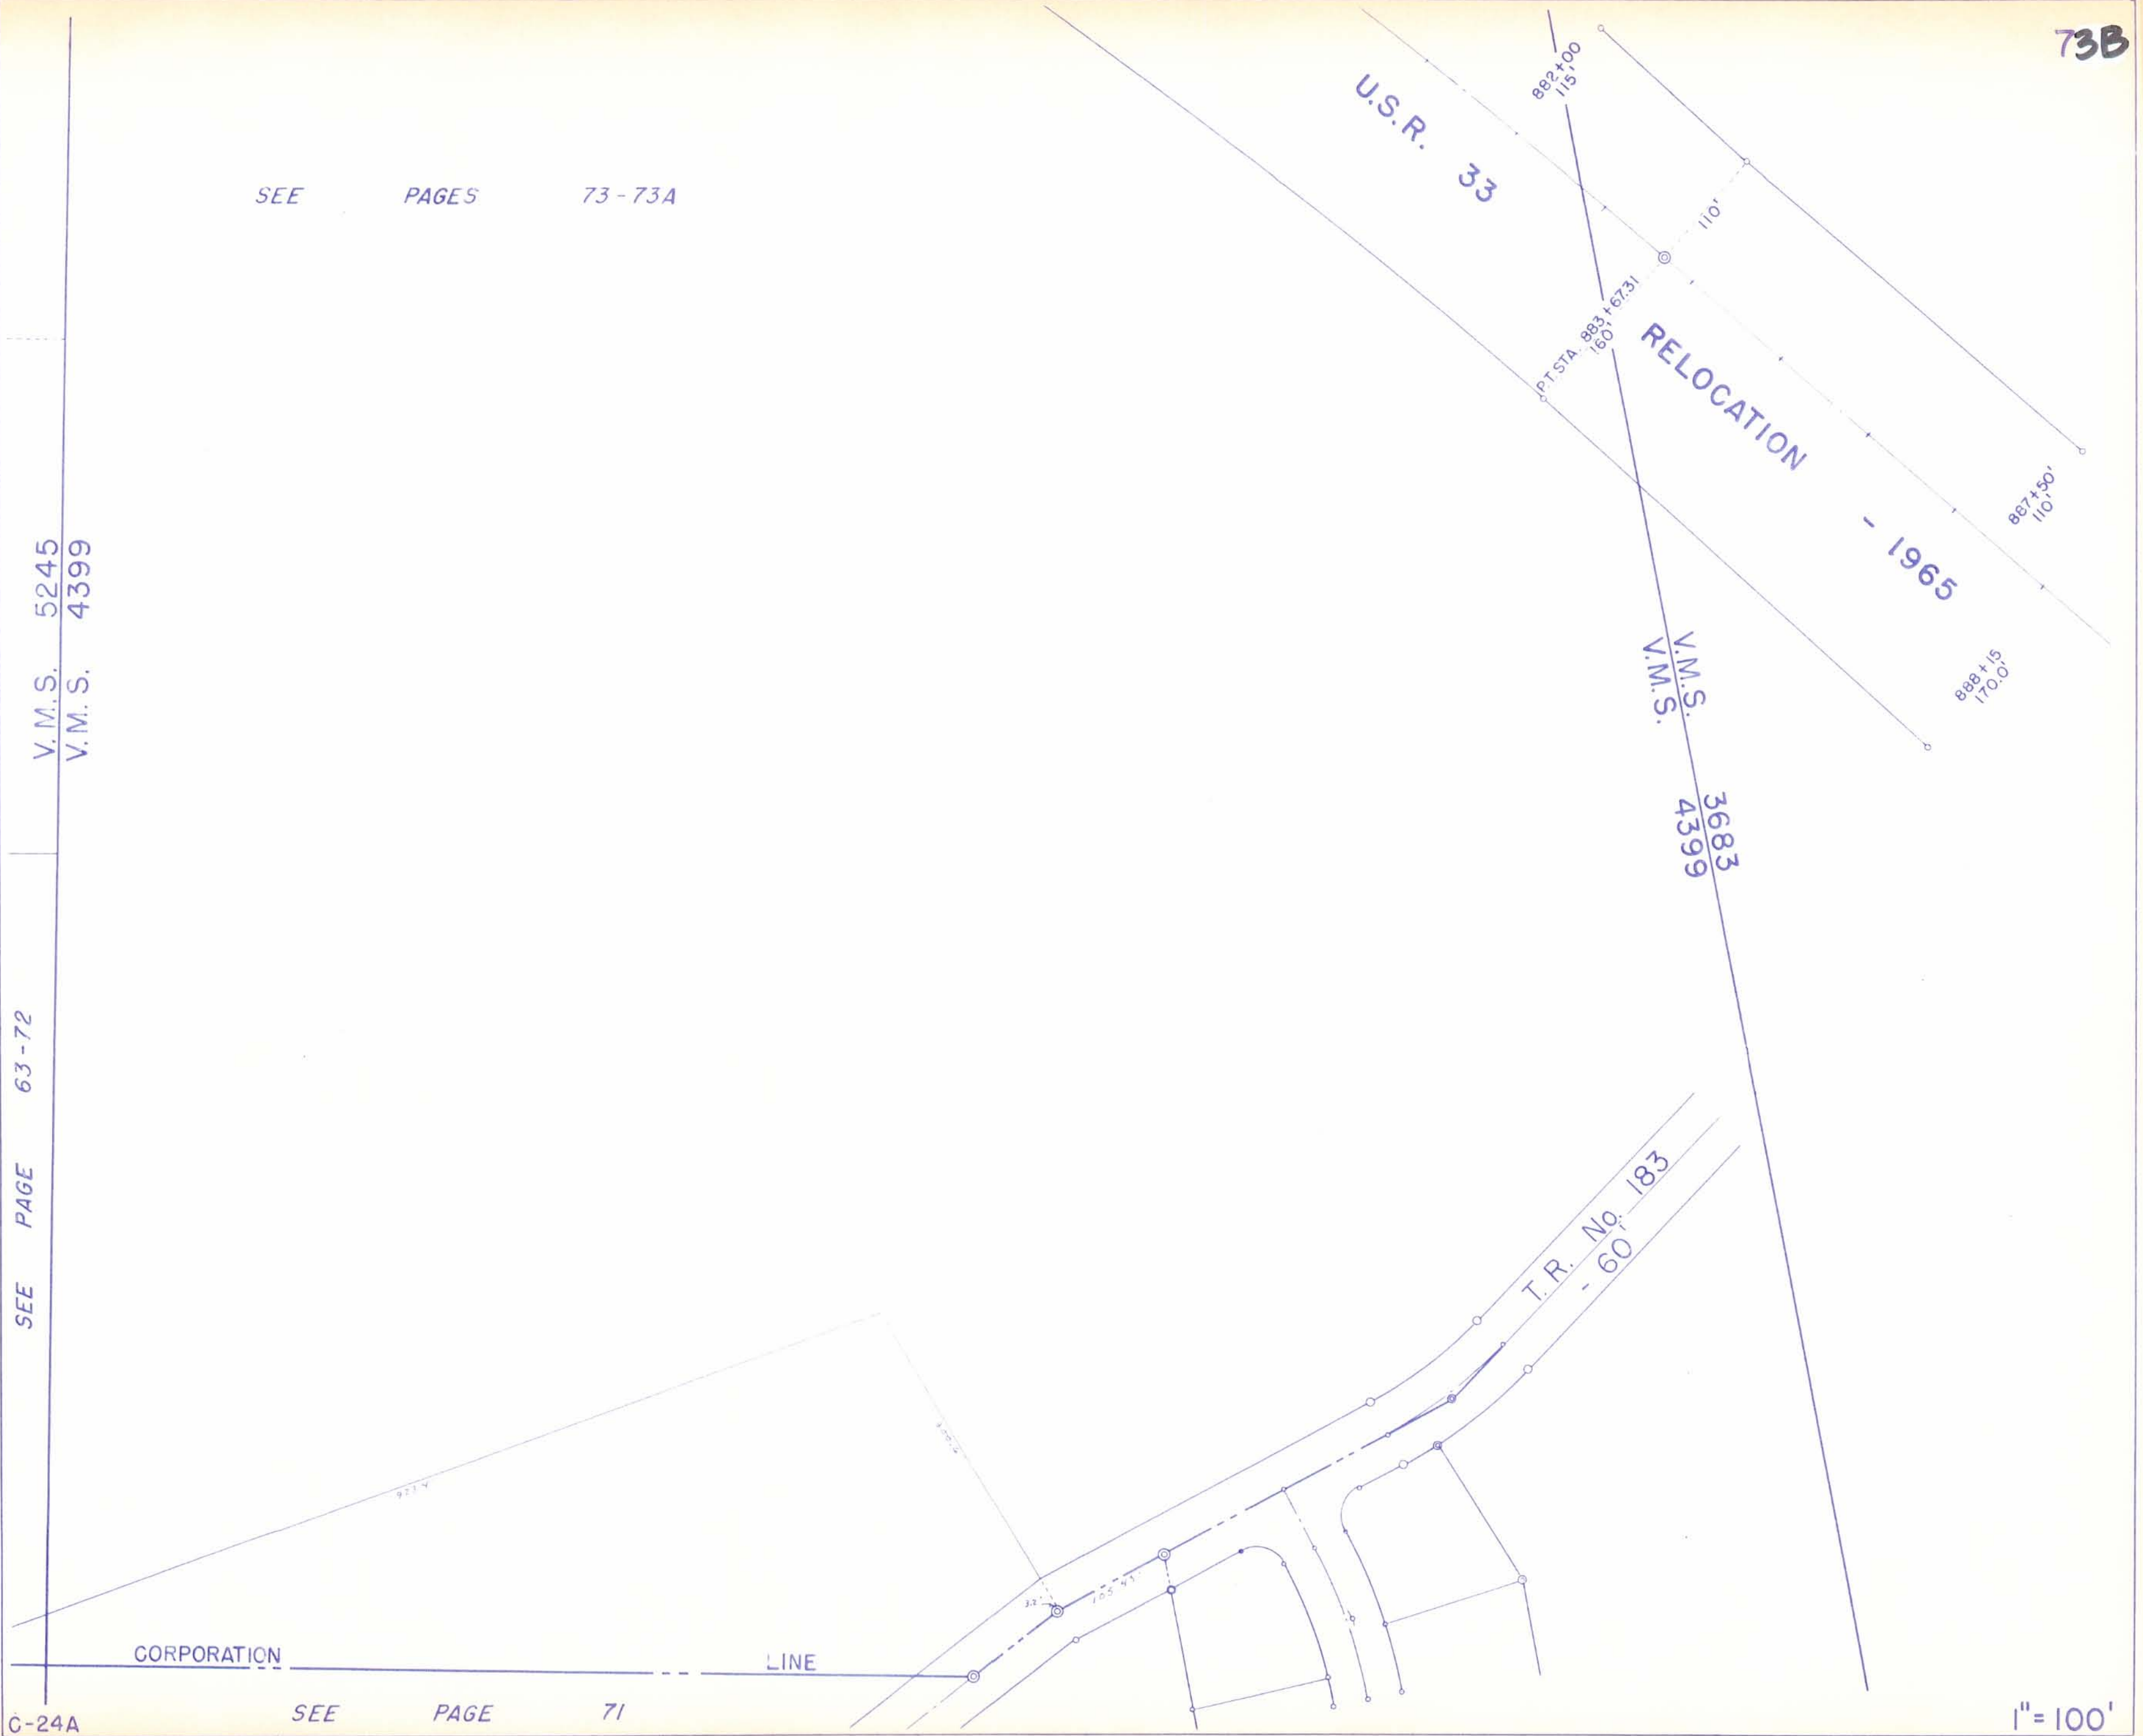 73B
SEE PAGES 73-73A
U.S.R. 33
882+00
115'
110'
P.T. STA. 883+67.31
160'
RELOCATION - 1965
887+50'
110'
888+15
170.0'
V.M.S. 5245
V.M.S. 4399
V.M.S. 3683
V.M.S. 4399
SEE PAGE 63-72
T.R. No. 183
- 60'
CORPORATION LINE
SEE PAGE 71
C-24A
1"=100'